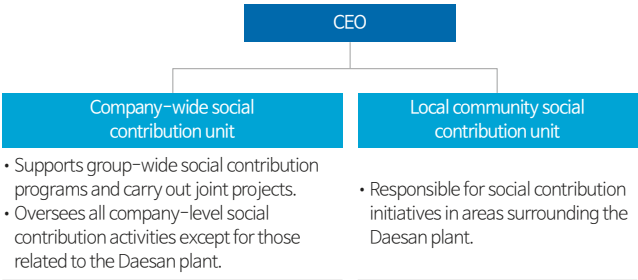 CEO
Company-wide social
contribution unit
• Supports group-wide social contribution
programs and carry out joint projects.
• Oversees all company-level social
contribution activities except for those
related to the Daesan plant.
Local community social
contribution unit
• Responsible for social contribution
initiatives in areas surrounding the
Daesan plant.